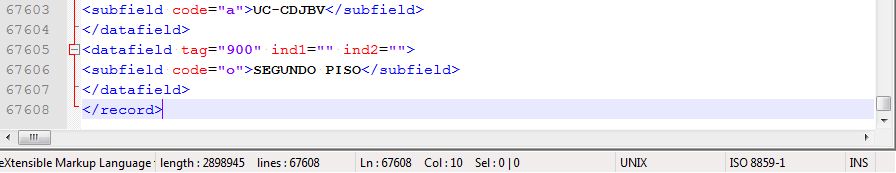 67603 <subfield code="a">UC-CDJBV</subfield>
67604 </datafield>
67605 <datafield tag="900" ind1="" ind2="">
67606 <subfield code="o">SEGUNDO PISO</subfield>
67607 </datafield>
67608 </record>
eXtensible Markup Language length : 2898945 lines : 67608 Ln : 67608 Col : 10 Sel : 0 | 0 UNIX ISO 8859-1 INS